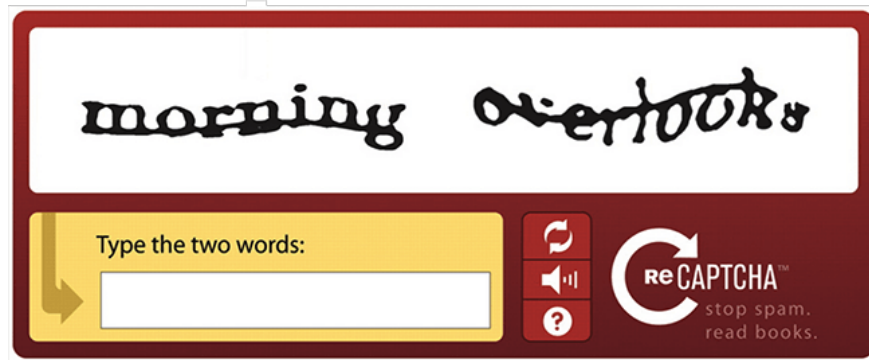 morning overlooks
Type the two words:
ReCAPTCHA™
stop spam.
read books.